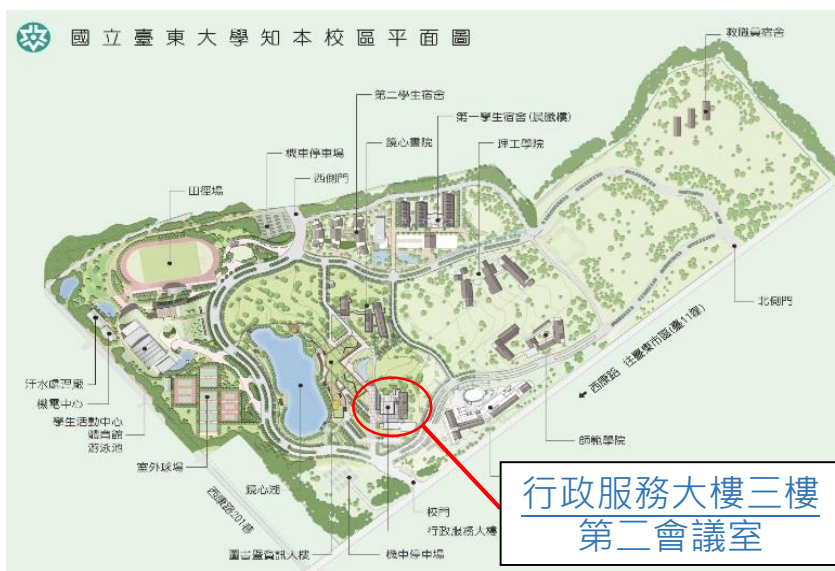 國立臺東大學知本校區平面圖
教職員宿舍
第二學生宿舍
第一學生宿舍(晨曦樓)
機車停車場
鏡心書院
理工學院
西側門
田徑場
北側門
西康路 往臺東市區(臺11線)
汙水處理廠
機電中心
學生活動中心
體育館
游泳池
師範學院
室外球場
鏡心湖
西康路201巷
校門
行政服務大樓
圖書暨資訊大樓
機車停車場
行政服務大樓三樓
第二會議室